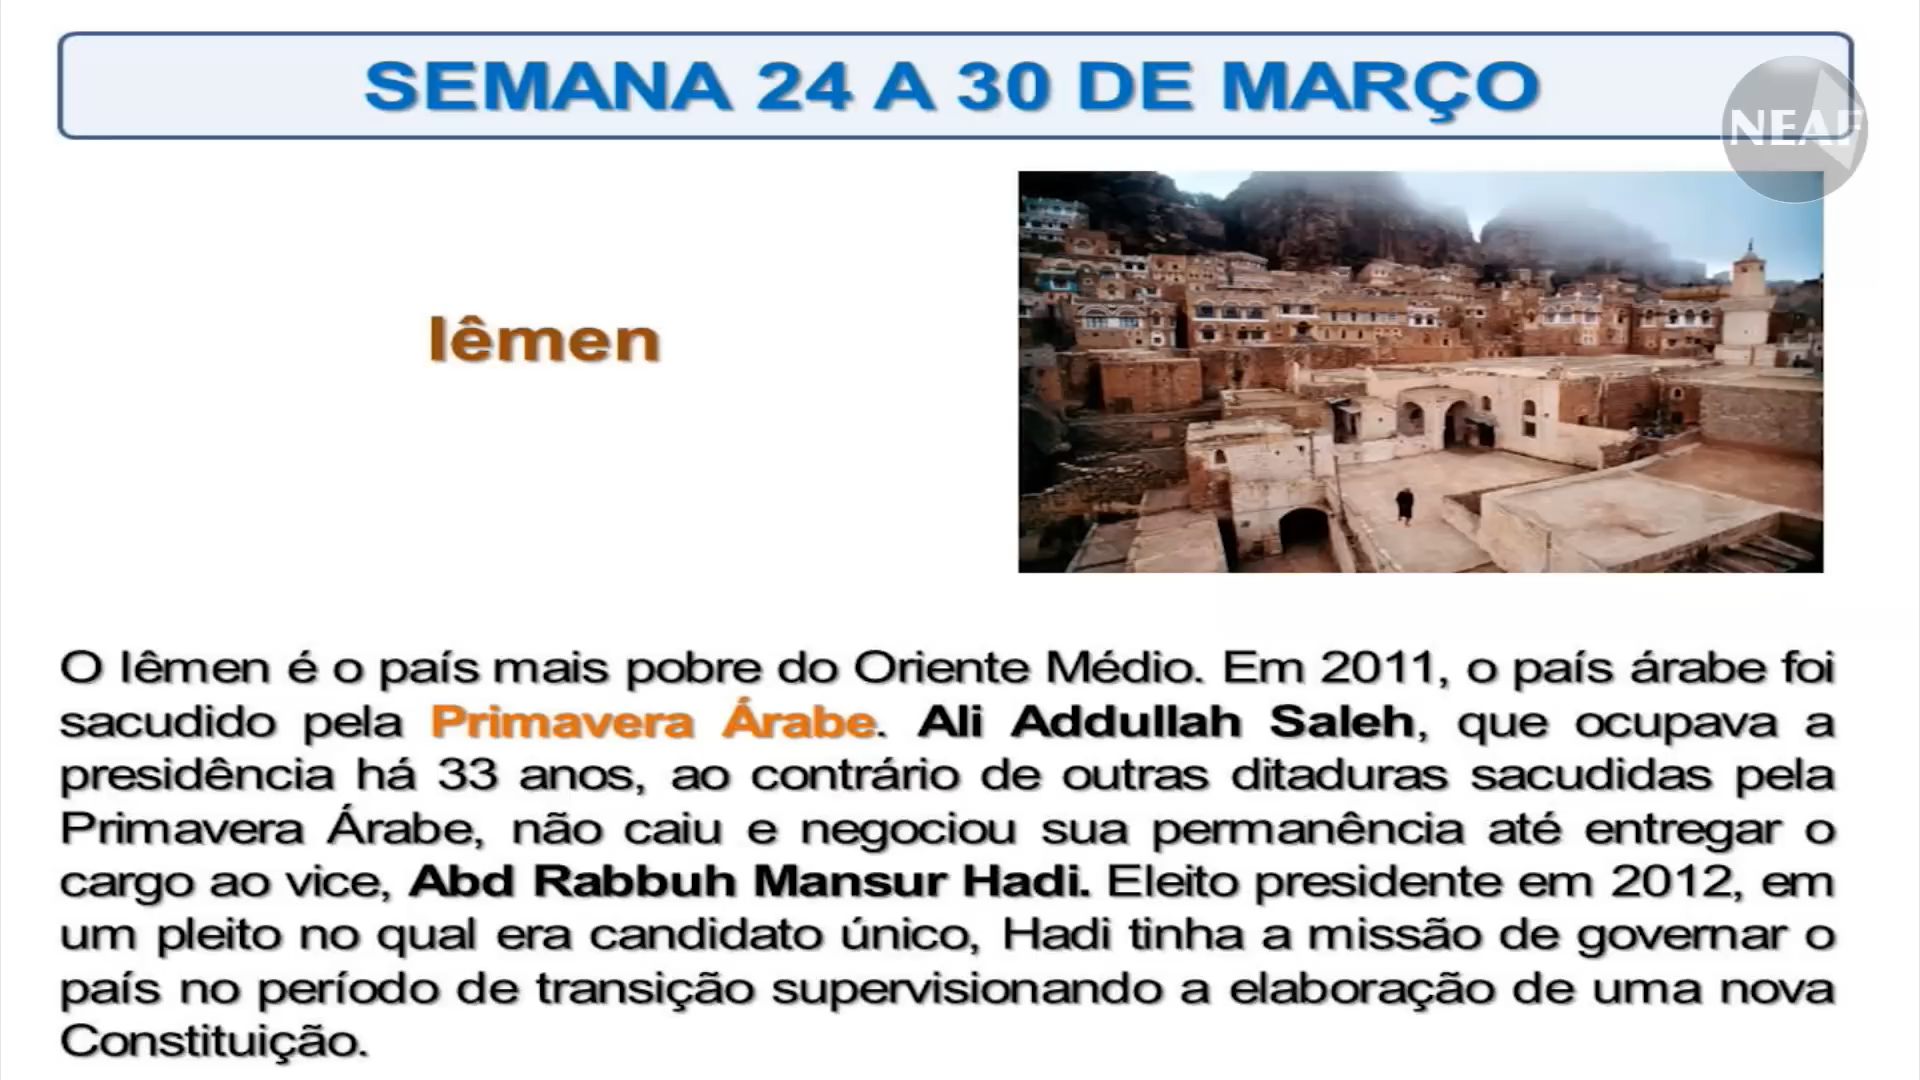 SEMANA 24 A 30 DE MARÇO
NEAF
Iêmen
O Iêmen é o país mais pobre do Oriente Médio. Em 2011, o país árabe foi
sacudido pela Primavera Árabe. Ali Addullah Saleh, que ocupava a
presidência há 33 anos, ao contrário de outras ditaduras sacudidas pela
Primavera Árabe, não caiu e negociou sua permanência até entregar o
cargo ao vice, Abd Rabbuh Mansur Hadi. Eleito presidente em 2012, em
um pleito no qual era candidato único, Hadi tinha a missão de governar o
país no período de transição supervisionando a elaboração de uma nova
Constituição.